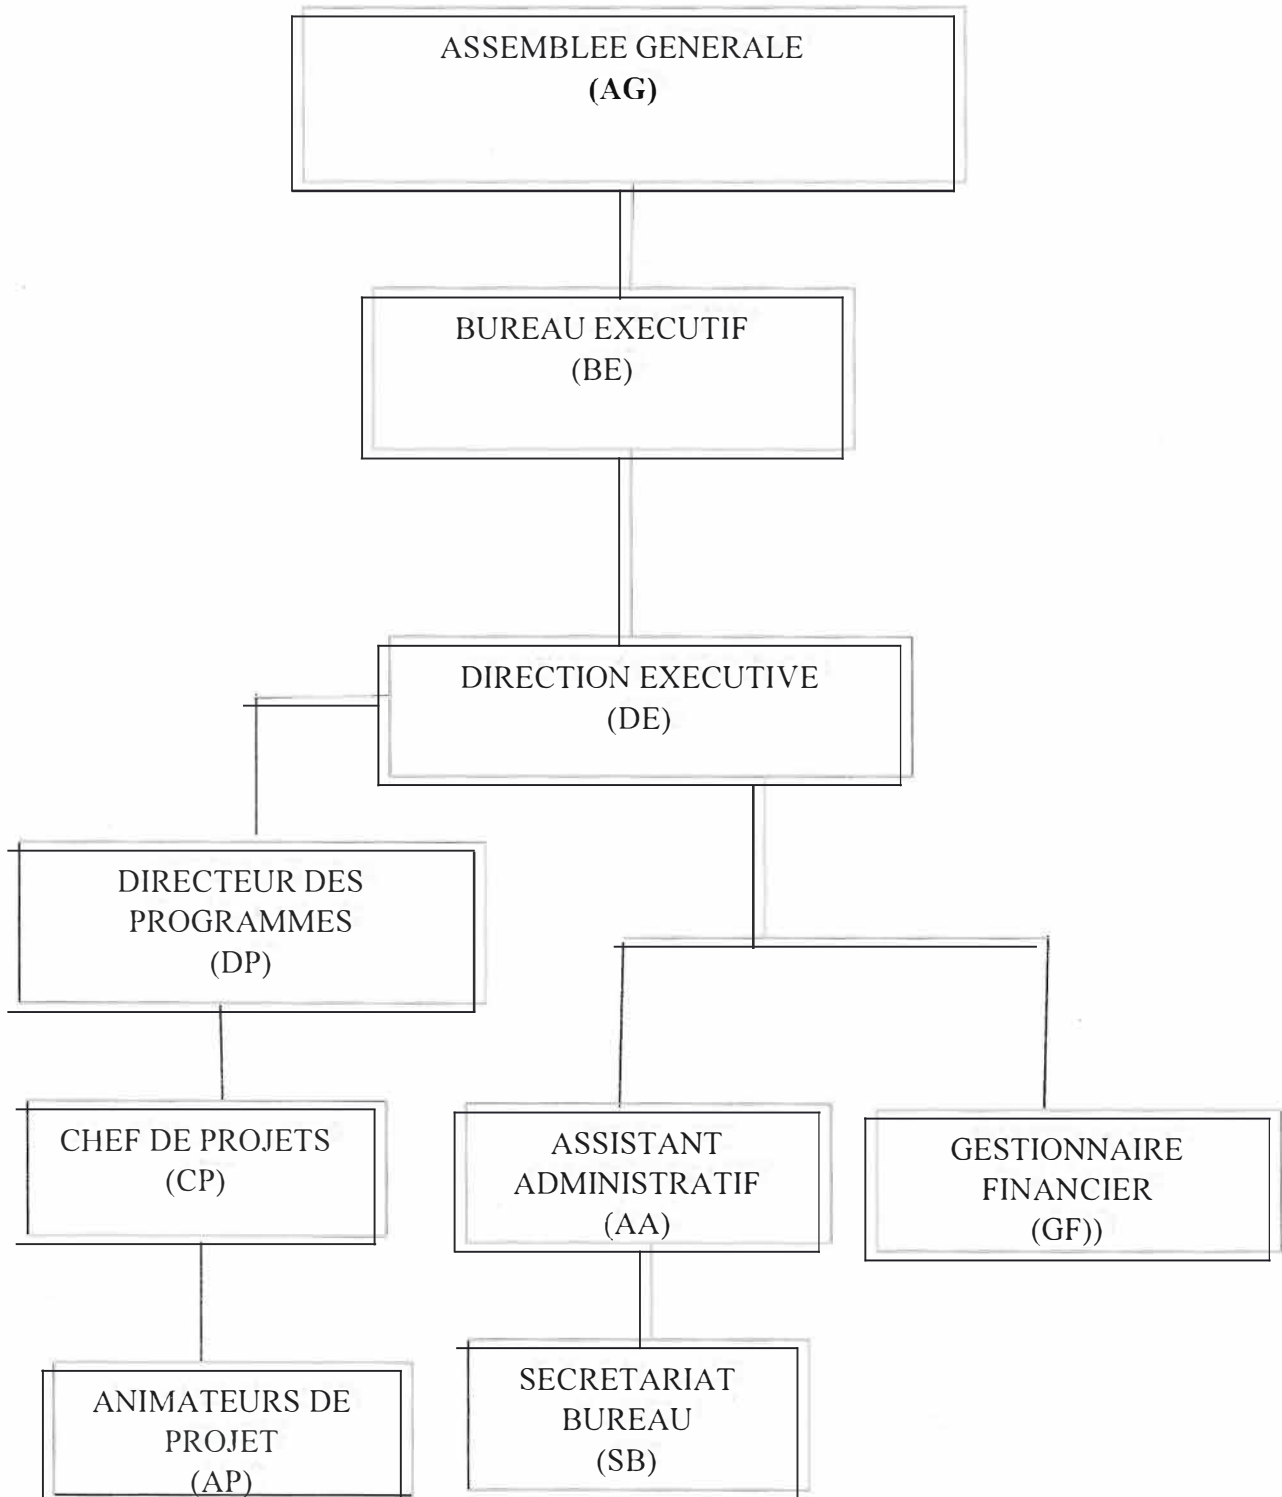 ASSEMBLEE GENERALE
(AG)
BUREAU EXECUTIF
(BE)
DIRECTION EXECUTIVE
(DE)
DIRECTEUR DES
PROGRAMMES
(DP)
CHEF DE PROJETS
(CP)
ASSISTANT
ADMINISTRATIF
(AA)
GESTIONNAIRE
FINANCIER
(GF))
ANIMATEURS DE
PROJET
(AP)
SECRETARIAT
BUREAU
(SB)